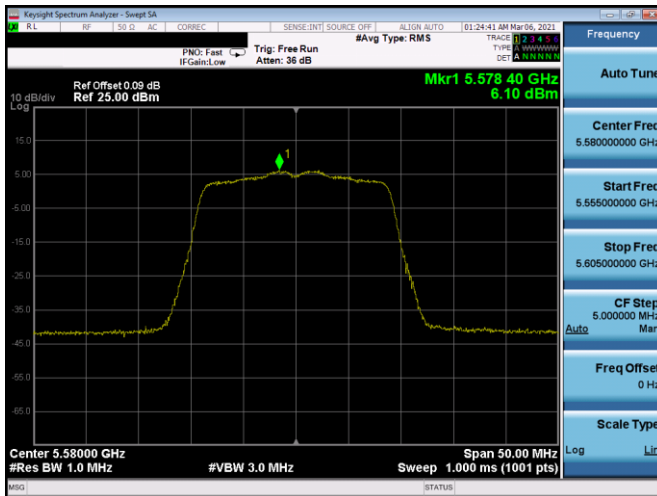 Keysight Spectrum Analyzer - Swept SA
RL RF 50 Ω AC CORREC SENSE:INT SOURCE OFF ALIGN AUTO 01:24:41 AM Mar 06, 2021
#Avg Type: RMS
TRACE 1 2 3 4 5 6
PNO: Fast Trig: Free Run
TYPE A WWWWW
IFGain:Low Atten: 36 dB
DET A N N N N N
Mkr1 5.578 40 GHz
6.10 dBm
Ref Offset 0.09 dB
10 dB/div Ref 25.00 dBm
Log
15.0
5.00
-5.00
-15.0
-25.0
-35.0
-45.0
-55.0
-65.0
1
Center 5.58000 GHz Span 50.00 MHz
#Res BW 1.0 MHz #VBW 3.0 MHz Sweep 1.000 ms (1001 pts)
MSG STATUS
Frequency
Auto Tune
Center Freq
5.580000000 GHz
Start Freq
5.555000000 GHz
Stop Freq
5.605000000 GHz
CF Step
5.000000 MHz
Auto Man
Freq Offset
0 Hz
Scale Type
Log Lin